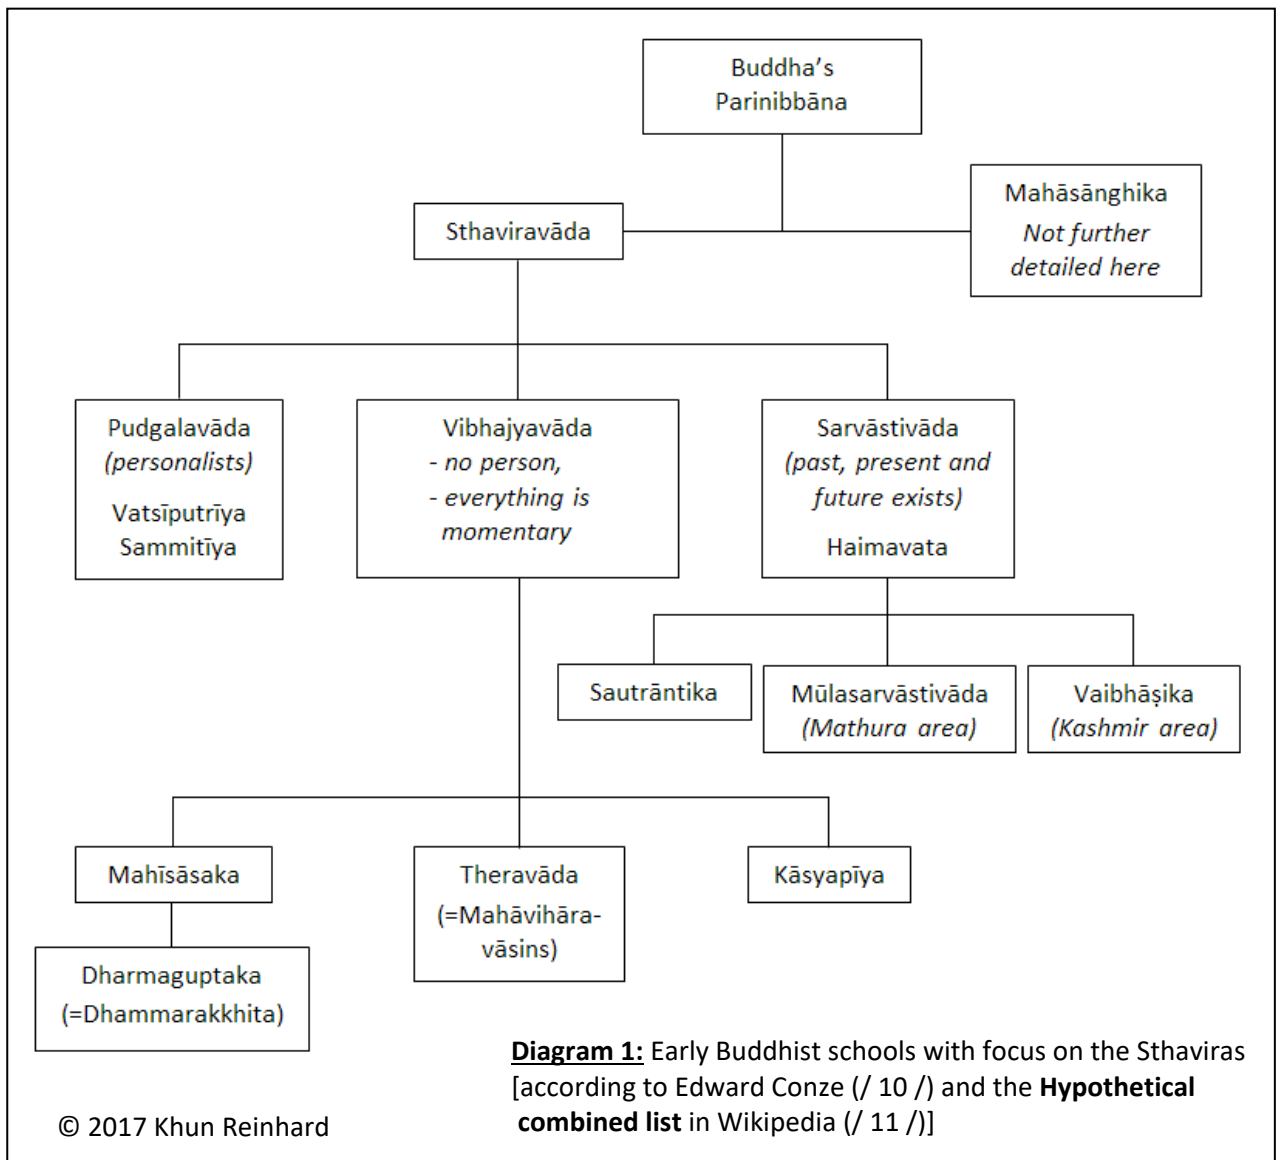 Buddha’s
Parinibbāna
Mahāsānghika
Not further
detailed here
Sthaviravāda
Pudgalavāda
(personalists)
Vatsīputrīya
Sammitīya
Vibhajyavāda
- no person,
- everything is
momentary
Sarvāstivāda
(past, present and
future exists)
Haimavata
Sautrāntika
Mūlasarvāstivāda
(Mathura area)
Vaibhāṣika
(Kashmir area)
Mahīsāsaka
Theravāda
(=Mahāvihāra-
vāsins)
Kāsyapīya
Dharmaguptaka
(=Dhammarakkhita)
Diagram 1: Early Buddhist schools with focus on the Sthaviras
[according to Edward Conze (/ 10 /) and the Hypothetical
combined list in Wikipedia (/ 11 /)]
© 2017 Khun Reinhard